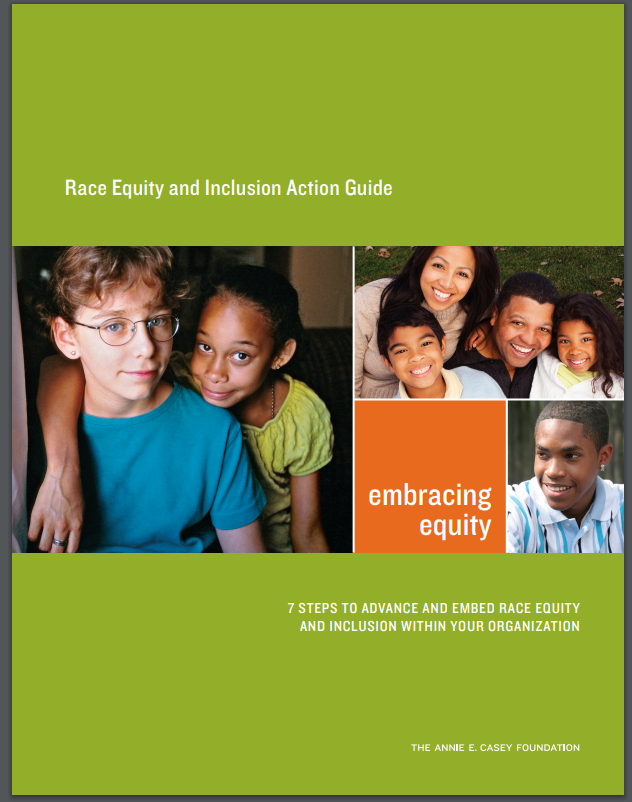 Race Equity and Inclusion Action Guide
embracing
equity
7 STEPS TO ADVANCE AND EMBED RACE EQUITY
AND INCLUSION WITHIN YOUR ORGANIZATION
THE ANNIE E. CASEY FOUNDATION